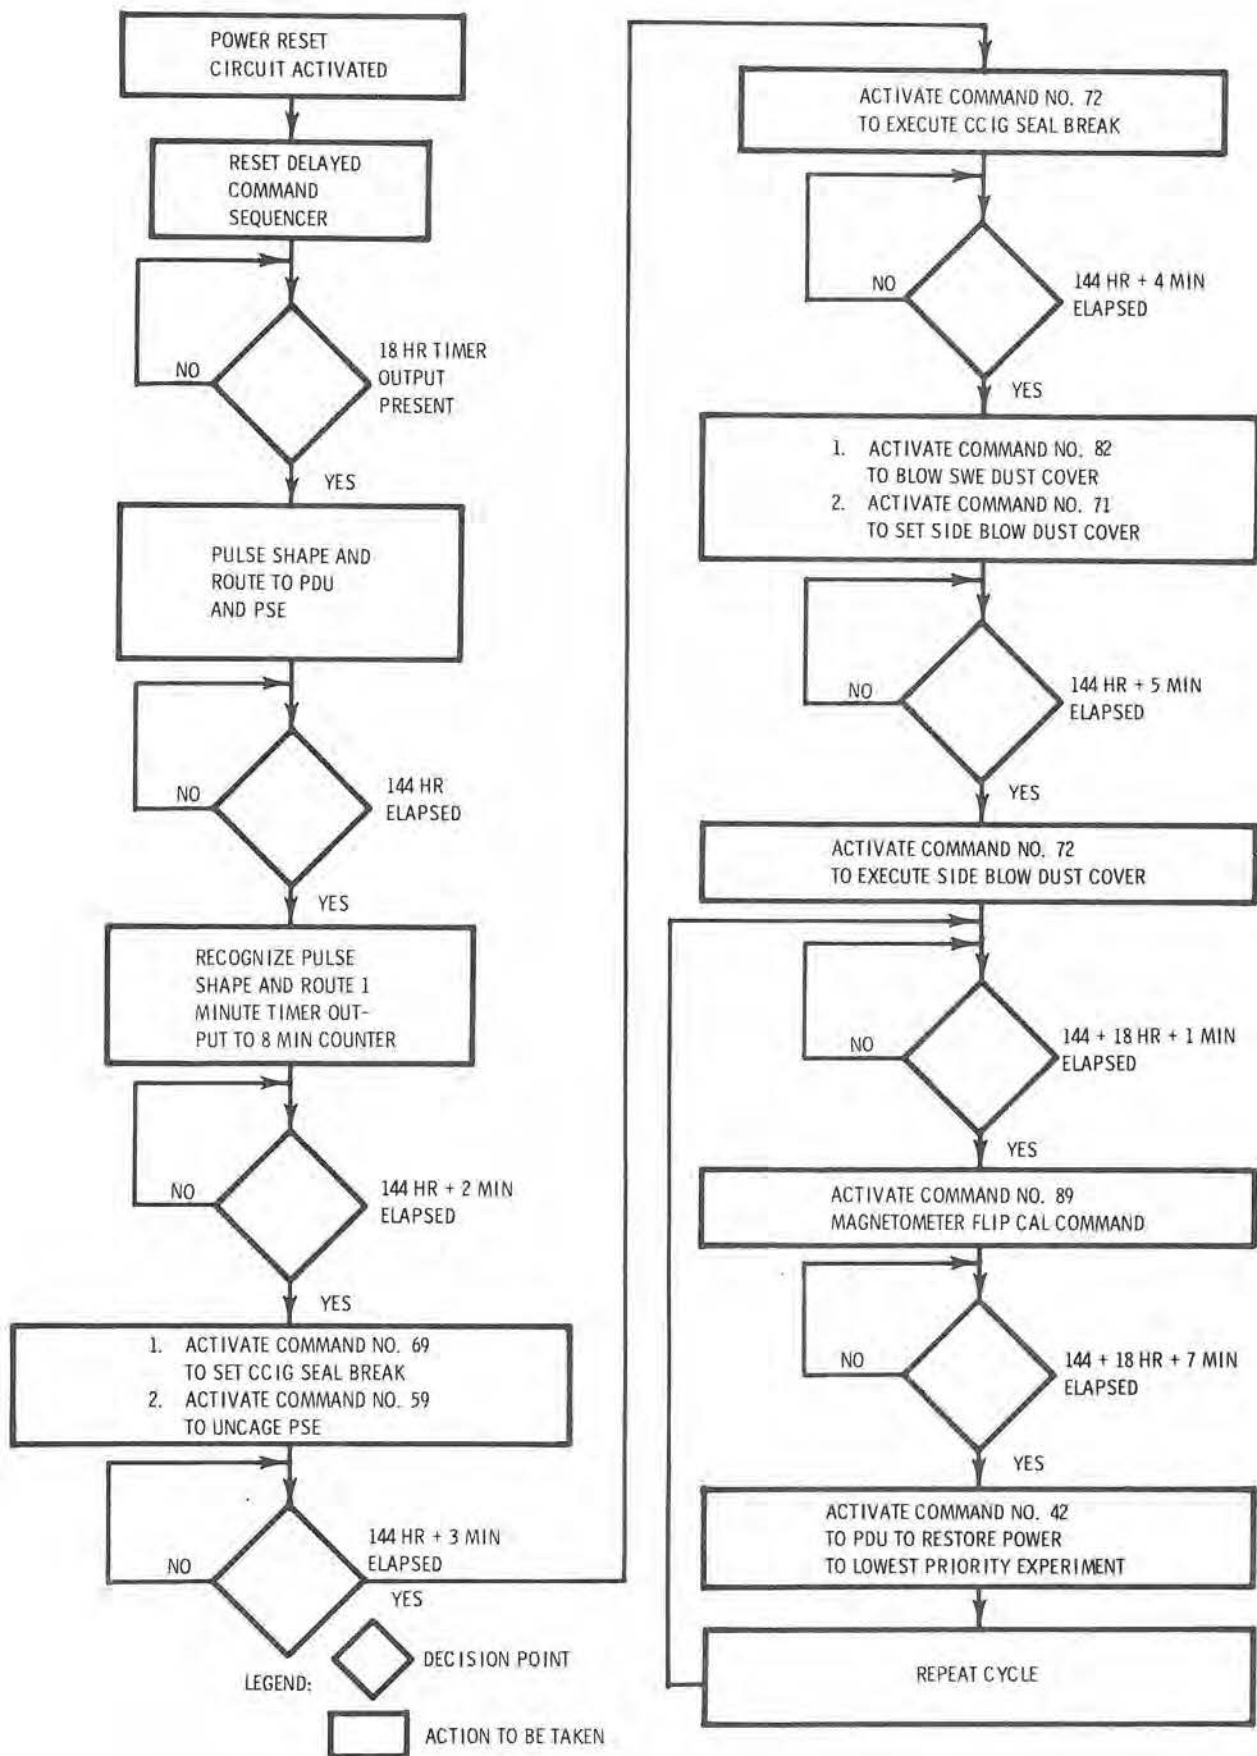 POWER RESET
CIRCUIT ACTIVATED
RESET DELAYED
COMMAND
SEQUENCER
NO
18 HR TIMER
OUTPUT
PRESENT
YES
PULSE SHAPE AND
ROUTE TO PDU
AND PSE
NO
144 HR
ELAPSED
YES
RECOGNIZE PULSE
SHAPE AND ROUTE 1
MINUTE TIMER OUT-
PUT TO 8 MIN COUNTER
NO
144 HR + 2 MIN
ELAPSED
YES
1. ACTIVATE COMMAND NO. 69
TO SET CCIG SEAL BREAK
2. ACTIVATE COMMAND NO. 59
TO UNCAGE PSE
NO
144 HR + 3 MIN
ELAPSED
YES
ACTIVATE COMMAND NO. 72
TO EXECUTE CCIG SEAL BREAK
NO
144 HR + 4 MIN
ELAPSED
YES
1. ACTIVATE COMMAND NO. 82
TO BLOW SWE DUST COVER
2. ACTIVATE COMMAND NO. 71
TO SET SIDE BLOW DUST COVER
NO
144 HR + 5 MIN
ELAPSED
YES
ACTIVATE COMMAND NO. 72
TO EXECUTE SIDE BLOW DUST COVER
NO
144 + 18 HR + 1 MIN
ELAPSED
YES
ACTIVATE COMMAND NO. 89
MAGNETOMETER FLIP CAL COMMAND
NO
144 + 18 HR + 7 MIN
ELAPSED
YES
ACTIVATE COMMAND NO. 42
TO PDU TO RESTORE POWER
TO LOWEST PRIORITY EXPERIMENT
REPEAT CYCLE
LEGEND:
DECISION POINT
ACTION TO BE TAKEN